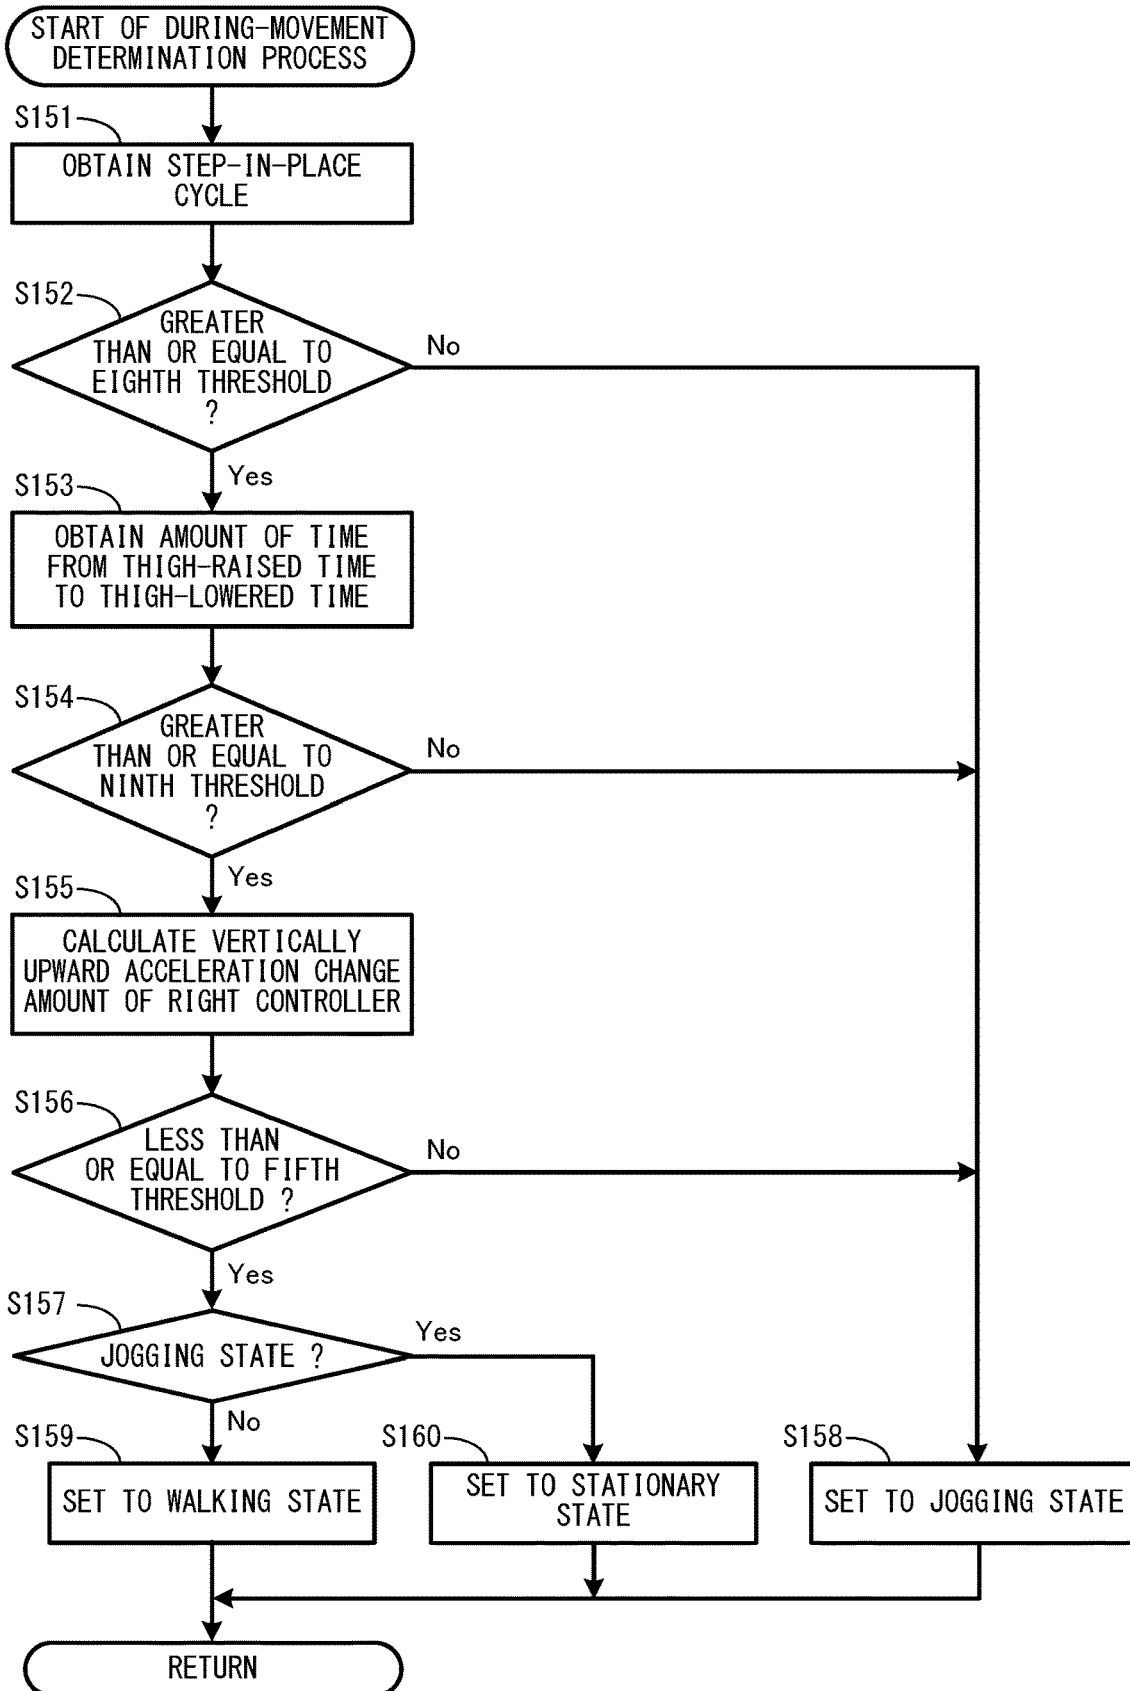 START OF DURING-MOVEMENT
DETERMINATION PROCESS
S151
OBTAIN STEP-IN-PLACE
CYCLE
S152
GREATER
THAN OR EQUAL TO
EIGHTH THRESHOLD
?
No
Yes
S153
OBTAIN AMOUNT OF TIME
FROM THIGH-RAISED TIME
TO THIGH-LOWERED TIME
S154
GREATER
THAN OR EQUAL TO
NINTH THRESHOLD
?
No
Yes
S155
CALCULATE VERTICALLY
UPWARD ACCELERATION CHANGE
AMOUNT OF RIGHT CONTROLLER
S156
LESS THAN
OR EQUAL TO FIFTH
THRESHOLD ?
No
Yes
S157
JOGGING STATE ?
Yes
No
S159
SET TO WALKING STATE
S160
SET TO STATIONARY
STATE
S158
SET TO JOGGING STATE
RETURN